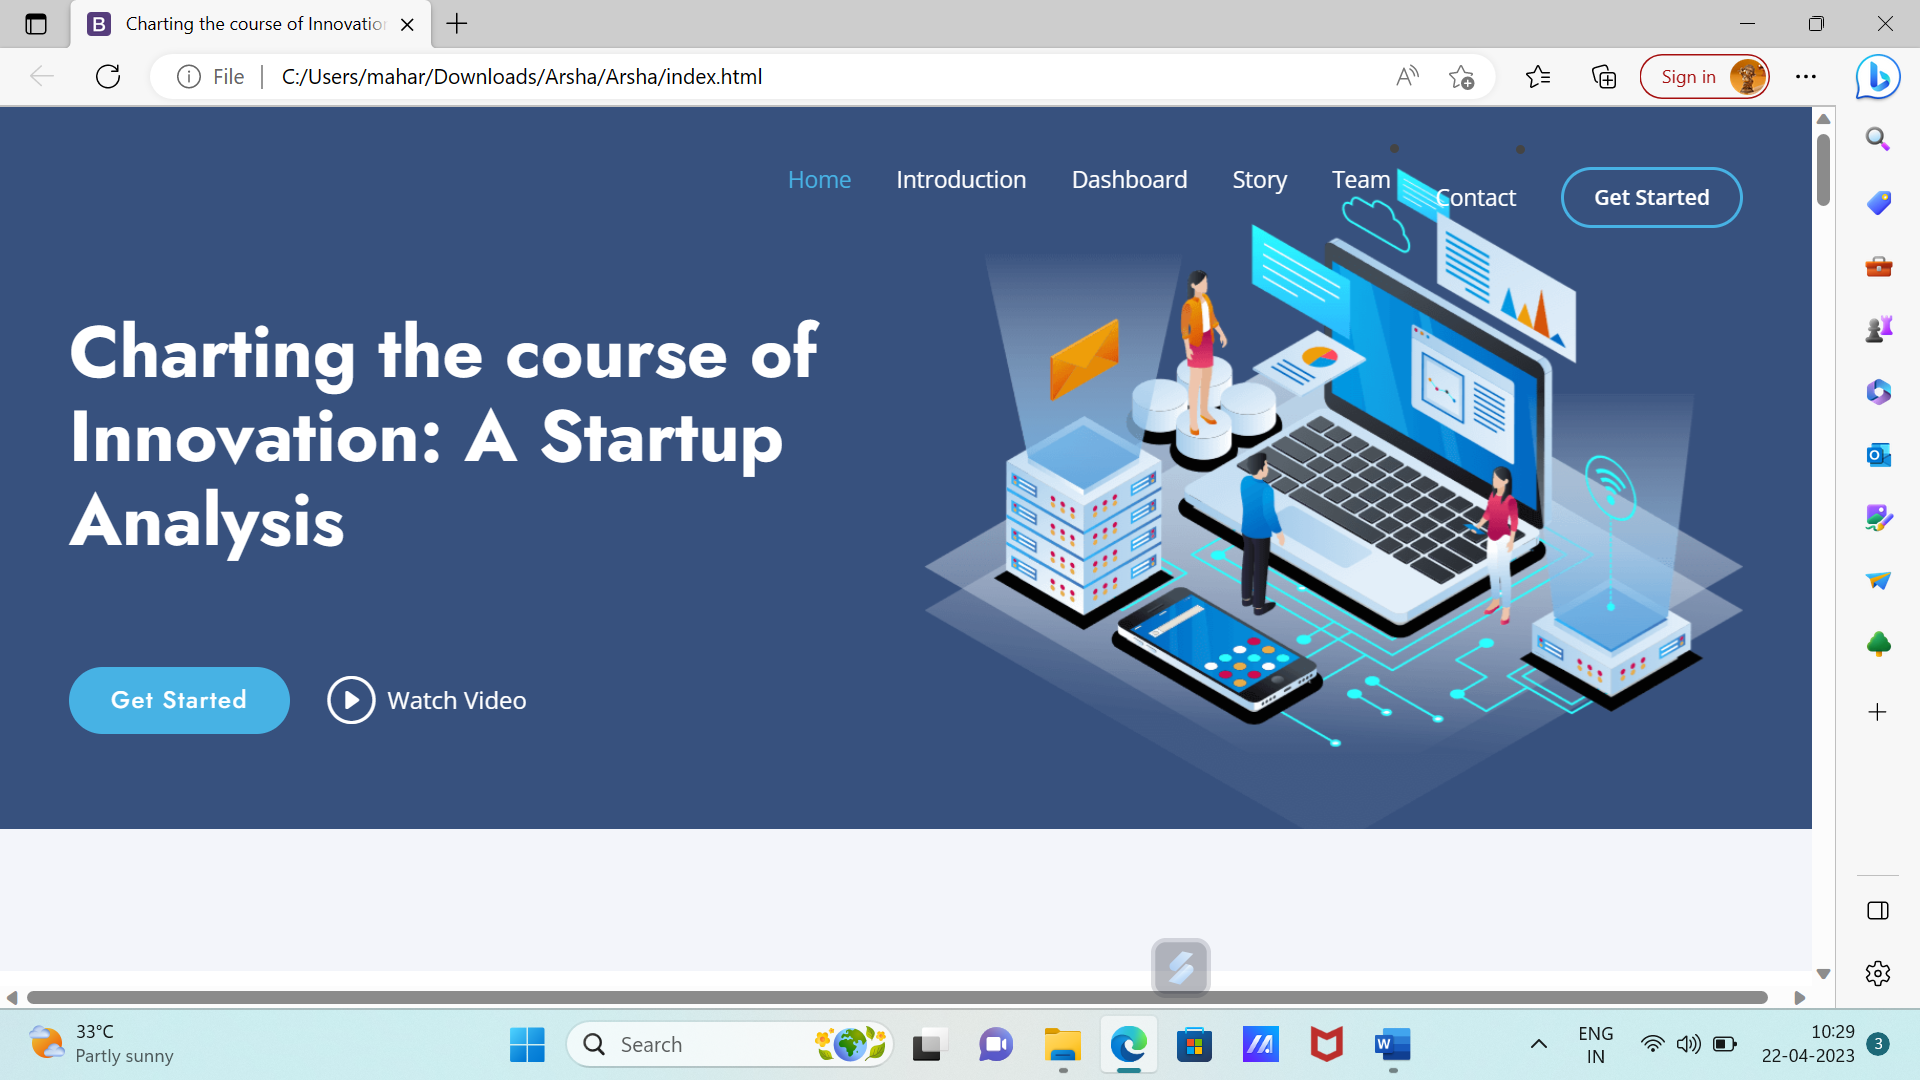 Charting the course of Innovation
File
C:/Users/mahar/Downloads/Arsha/Arsha/index.html
Sign in
Home
Introduction
Dashboard
Story
Team
Contact
Get Started
Charting the course of
Innovation: A Startup
Analysis
Get Started
Watch Video
33°C
Partly sunny
Search
ENG
IN
10:29
22-04-2023
3